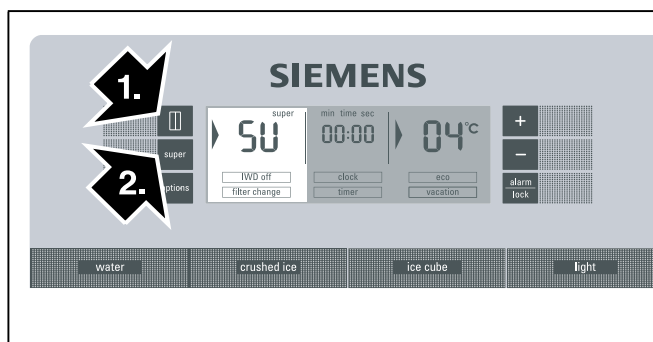 1.
SIEMENS
super
SU
min time sec
00:00
04°C
+
super
−
2.
options
IWD off
clock
eco
alarm
lock
filter change
timer
vacation
water
crushed ice
ice cube
light